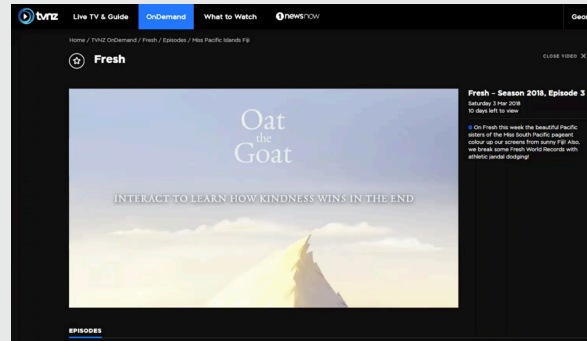 tvnz
Live TV & Guide
OnDemand
What to Watch
1 newsnow
Geo
Home / TVNZ OnDemand / Fresh / Episodes / Miss Pacific Islands Fiji
Fresh
CLOSE VIDEO X
Oat
the
Goat
INTERACT TO LEARN HOW KINDNESS WINS IN THE END
Fresh – Season 2018, Episode 3
Saturday 3 Mar 2018
10 days left to view
On Fresh this week the beautiful Pacific
sisters of the Miss South Pacific pageant
colour up our screens from sunny Fiji! Also,
we break some Fresh World Records with
athletic jandal dodging!
EPISODES